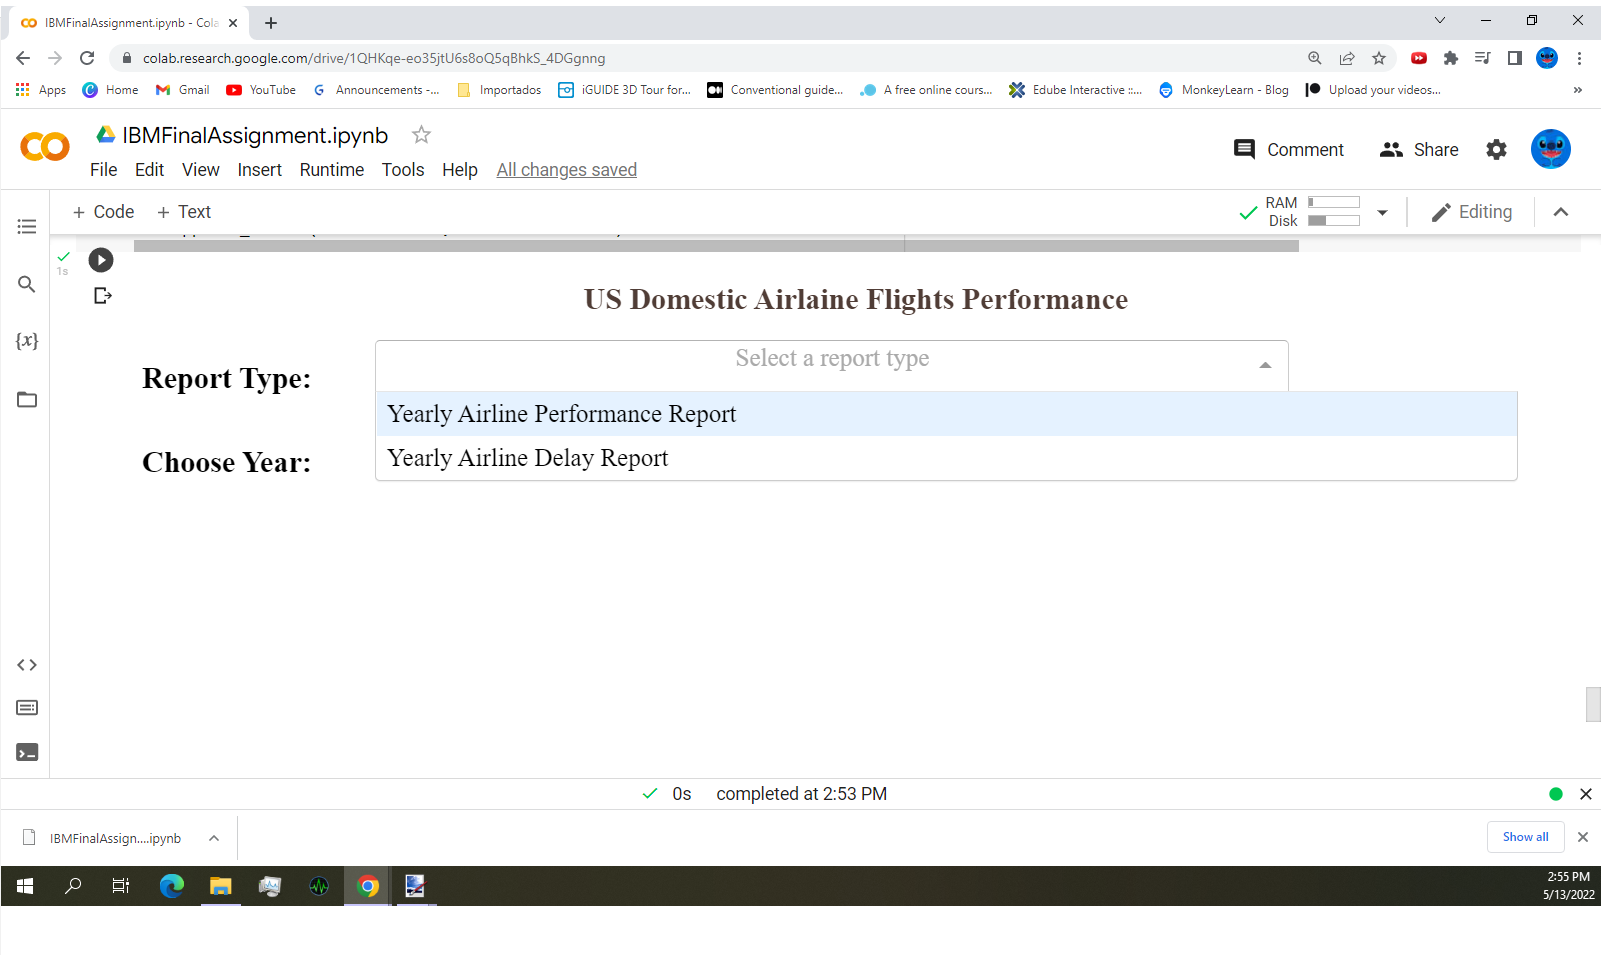 IBMFinalAssignment.ipynb - Cola
colab.research.google.com/drive/1QHKqe-eo35jtU6s8oQ5qBhkS_4DGgnng
Apps Home Gmail YouTube Announcements -... Importados iGUIDE 3D Tour for... Conventional guide... A free online cours... Edube Interactive ::... MonkeyLearn - Blog Upload your videos... »
IBMFinalAssignment.ipynb
File Edit View Insert Runtime Tools Help All changes saved
Comment Share
+ Code + Text
RAM
Disk
Editing
1s
{x}
US Domestic Airlaine Flights Performance
Report Type:
Select a report type
Yearly Airline Performance Report
Yearly Airline Delay Report
Choose Year:
0s completed at 2:53 PM
IBMFinalAssign....ipynb
Show all
2:55 PM
5/13/2022